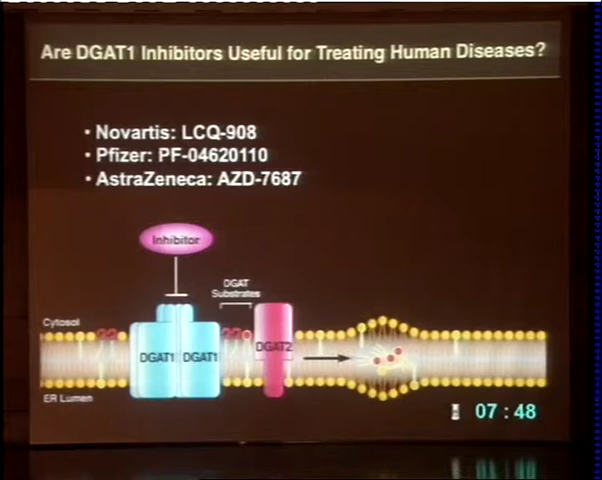 Are DGAT1 Inhibitors Useful for Treating Human Diseases?
• Novartis: LCQ-908
• Pfizer: PF-04620110
• AstraZeneca: AZD-7687
Inhibitor
DGAT
Substrates
Cytosol
DGAT1 DGAT1 DGAT2
ER Lumen
07 : 48